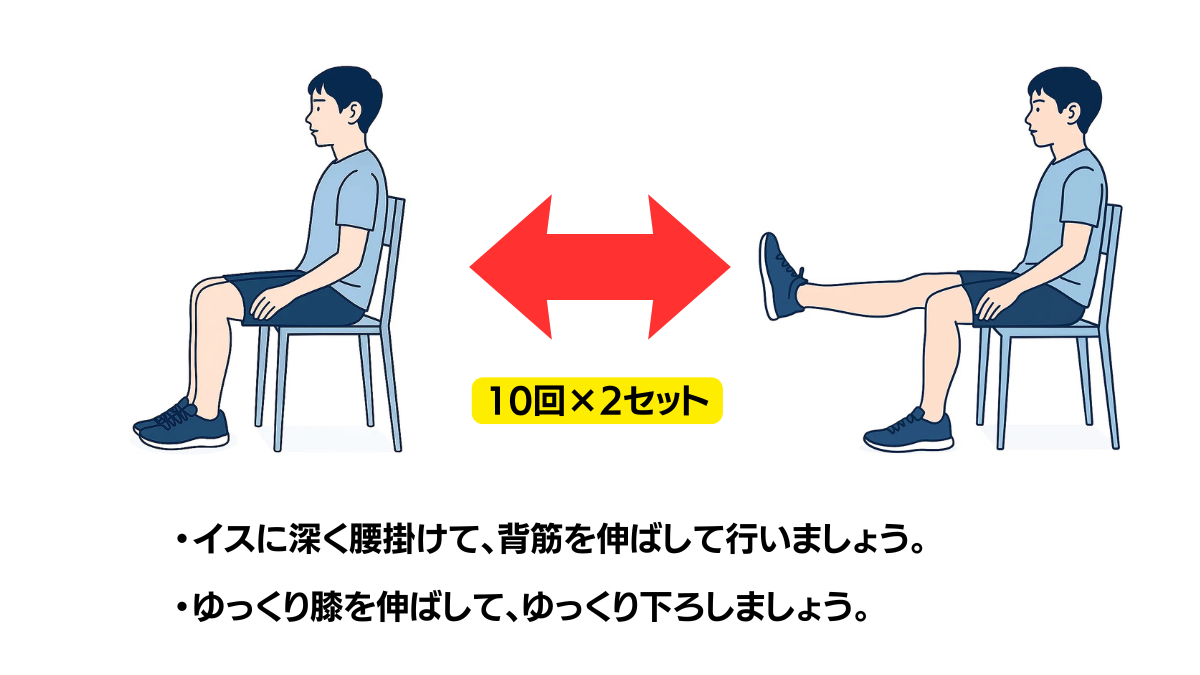 10回×2セット
・イスに深く腰掛けて、背筋を伸ばして行いましょう。
・ゆっくり膝を伸ばして、ゆっくり下ろしましょう。